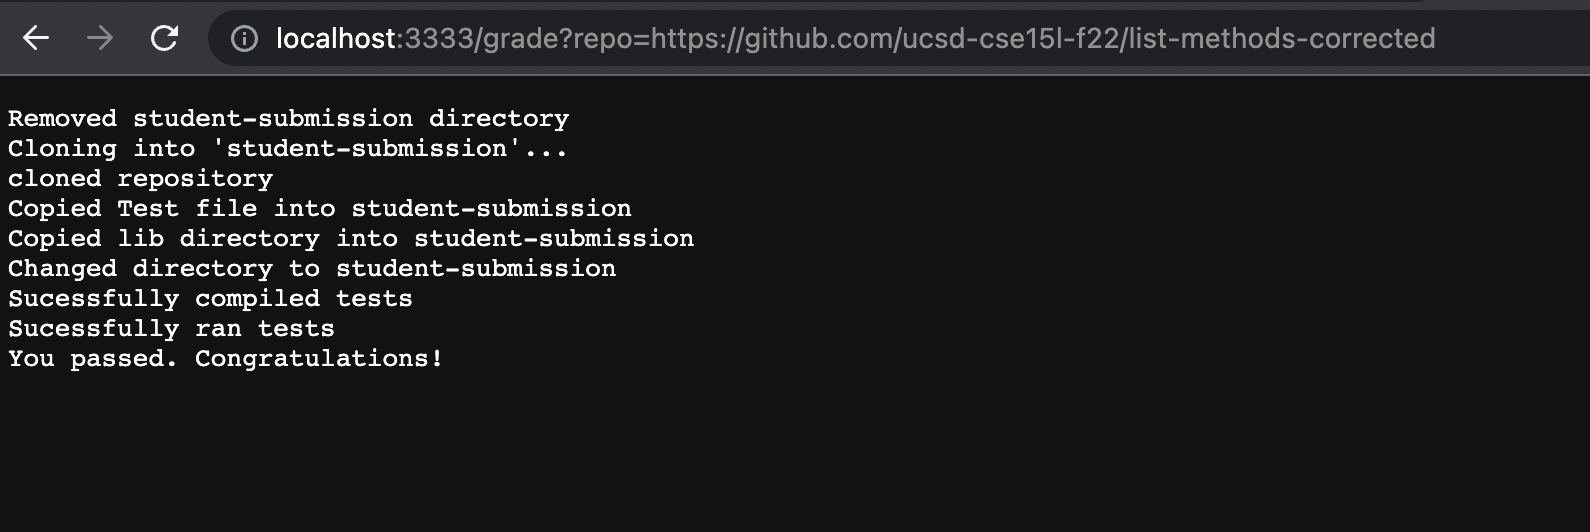 localhost:3333/grade?repo=https://github.com/ucsd-cse15l-f22/list-methods-corrected
Removed student-submission directory
Cloning into 'student-submission'...
cloned repository
Copied Test file into student-submission
Copied lib directory into student-submission
Changed directory to student-submission
Sucessfully compiled tests
Sucessfully ran tests
You passed. Congratulations!